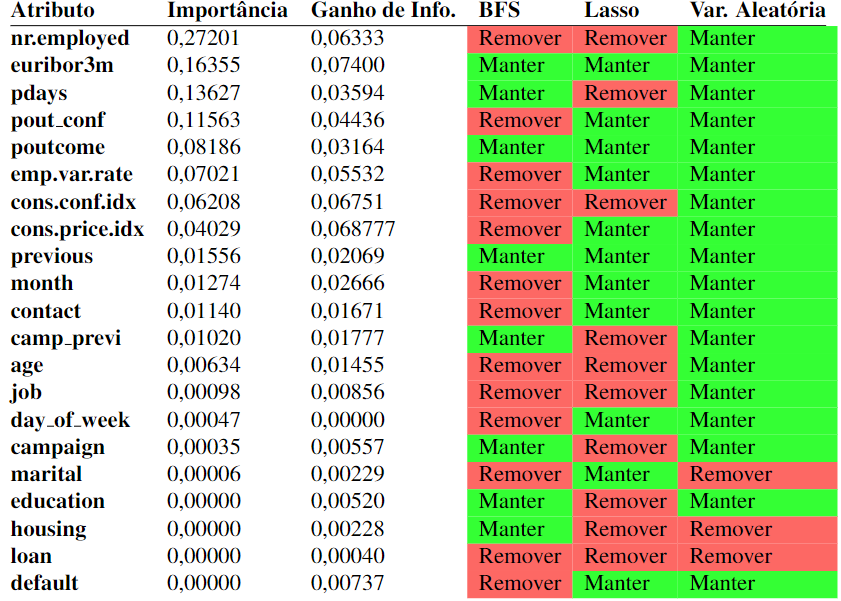 Atributo Importância Ganho de Info. BFS Lasso Var. Aleatória
nr.employed 0,27201 0,06333 Remover Remover Manter
euribor3m 0,16355 0,07400 Manter Manter Manter
pdays 0,13627 0,03594 Manter Remover Manter
pout_conf 0,11563 0,04436 Remover Manter Manter
poutcome 0,08186 0,03164 Manter Manter Manter
emp.var.rate 0,07021 0,05532 Remover Manter Manter
cons.conf.idx 0,06208 0,06751 Remover Remover Manter
cons.price.idx 0,04029 0,068777 Remover Manter Manter
previous 0,01556 0,02069 Manter Manter Manter
month 0,01274 0,02666 Remover Manter Manter
contact 0,01140 0,01671 Remover Manter Manter
camp_previ 0,01020 0,01777 Manter Remover Manter
age 0,00634 0,01455 Remover Remover Manter
job 0,00098 0,00856 Remover Remover Manter
day_of_week 0,00047 0,00000 Remover Manter Manter
campaign 0,00035 0,00557 Manter Remover Manter
marital 0,00006 0,00229 Remover Manter Remover
education 0,00000 0,00520 Manter Remover Manter
housing 0,00000 0,00228 Manter Remover Remover
loan 0,00000 0,00040 Remover Remover Remover
default 0,00000 0,00737 Remover Manter Manter